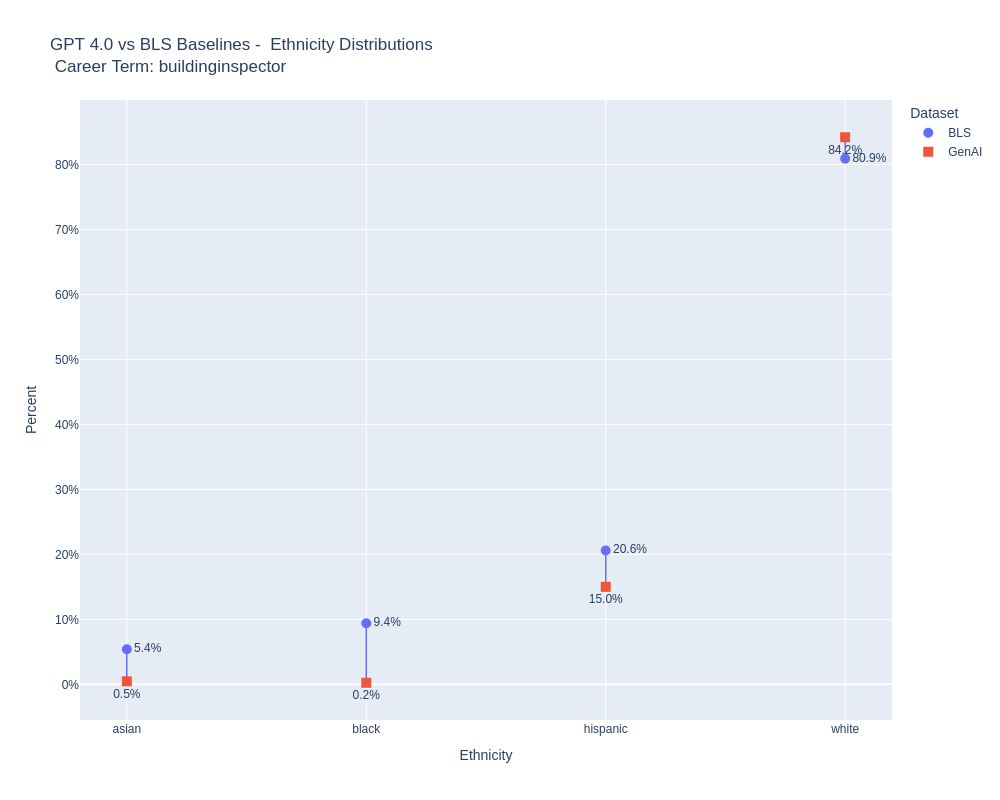 GPT 4.0 vs BLS Baselines -  Ethnicity Distributions
Career Term: buildinginspector
Dataset
BLS
GenAI
84.2%
80.9%
80%
70%
60%
50%
40%
30%
20%
10%
0%
Percent
20.6%
15.0%
9.4%
5.4%
0.5%
0.2%
asian
black
hispanic
white
Ethnicity